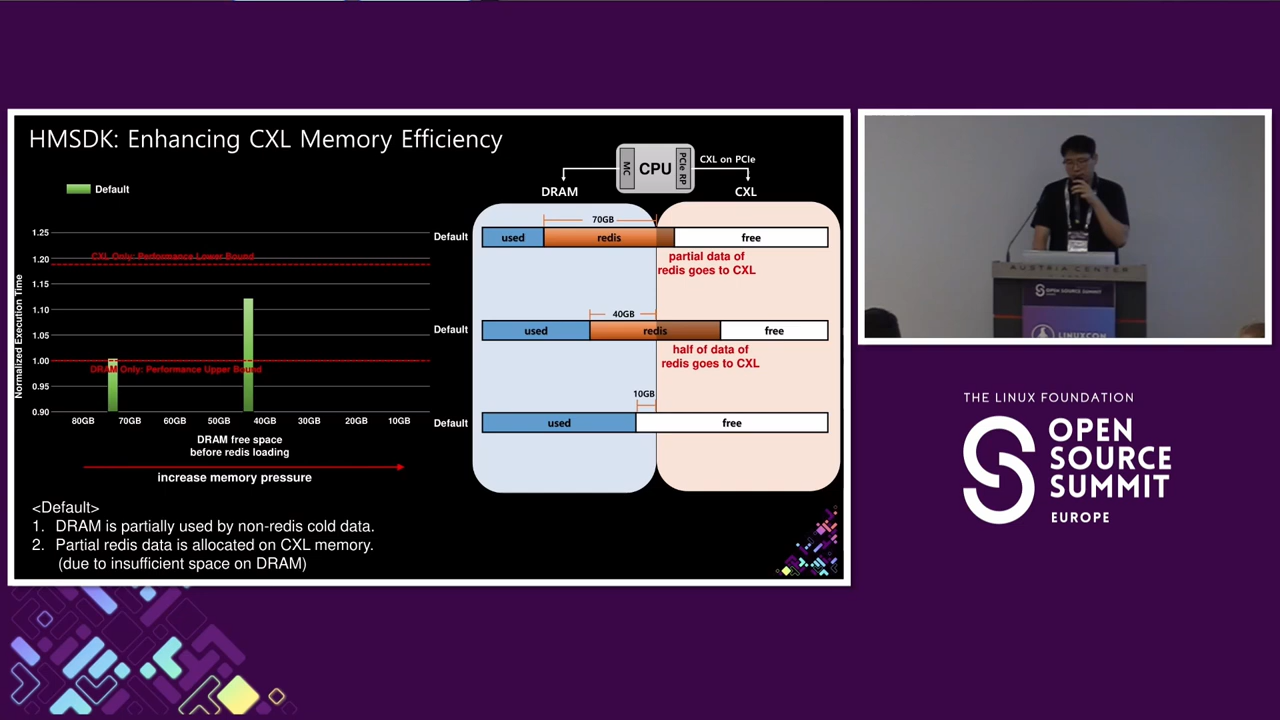 HMSDK: Enhancing CXL Memory Efficiency
Default
1.25
1.20
1.15
1.10
1.05
1.00
0.95
0.90
Normalized Execution Time
CXL Only: Performance Lower Bound
DRAM Only: Performance Upper Bound
80GB 70GB 60GB 50GB 40GB 30GB 20GB 10GB
DRAM free space
before redis loading
increase memory pressure
MC CPU PCIe RP
CXL on PCIe
DRAM CXL
70GB
Default used redis free
partial data of
redis goes to CXL
40GB
Default used redis free
half of data of
redis goes to CXL
10GB
Default used free
<Default>
1. DRAM is partially used by non-redis cold data.
2. Partial redis data is allocated on CXL memory.
(due to insufficient space on DRAM)
AUSTRIA CENTER
OPEN SOURCE SUMMIT
LINUXCON
THE LINUX FOUNDATION
OPEN
SOURCE
SUMMIT
EUROPE